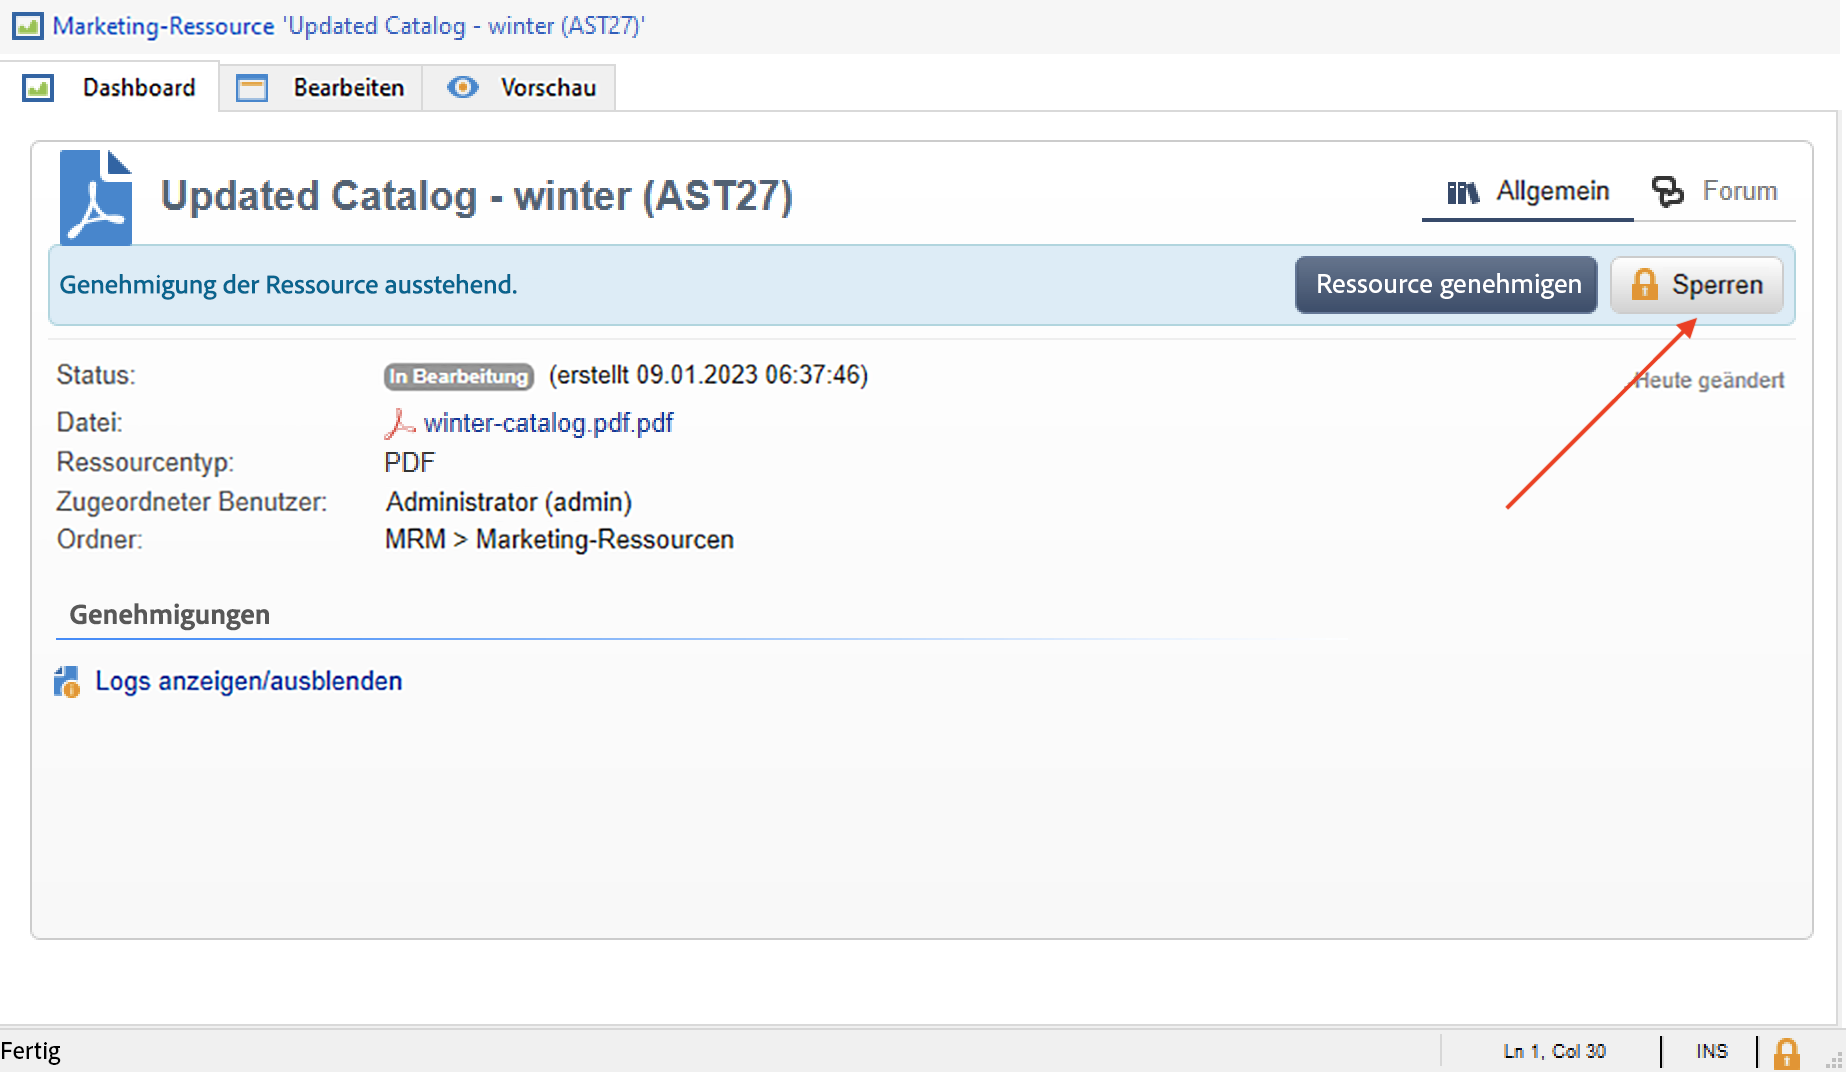 Marketing-Ressource 'Updated Catalog - winter (AST27)'
Dashboard Bearbeiten Vorschau
Updated Catalog - winter (AST27) Allgemein Forum
Genehmigung der Ressource ausstehend. Ressource genehmigen Sperren
Status: In Bearbeitung (erstellt 09.01.2023 06:37:46) Heute geändert
Datei: winter-catalog.pdf.pdf
Ressourcentyp: PDF
Zugeordneter Benutzer: Administrator (admin)
Ordner: MRM > Marketing-Ressourcen
Genehmigungen
Logs anzeigen/ausblenden
Fertig Ln 1, Col 30 INS